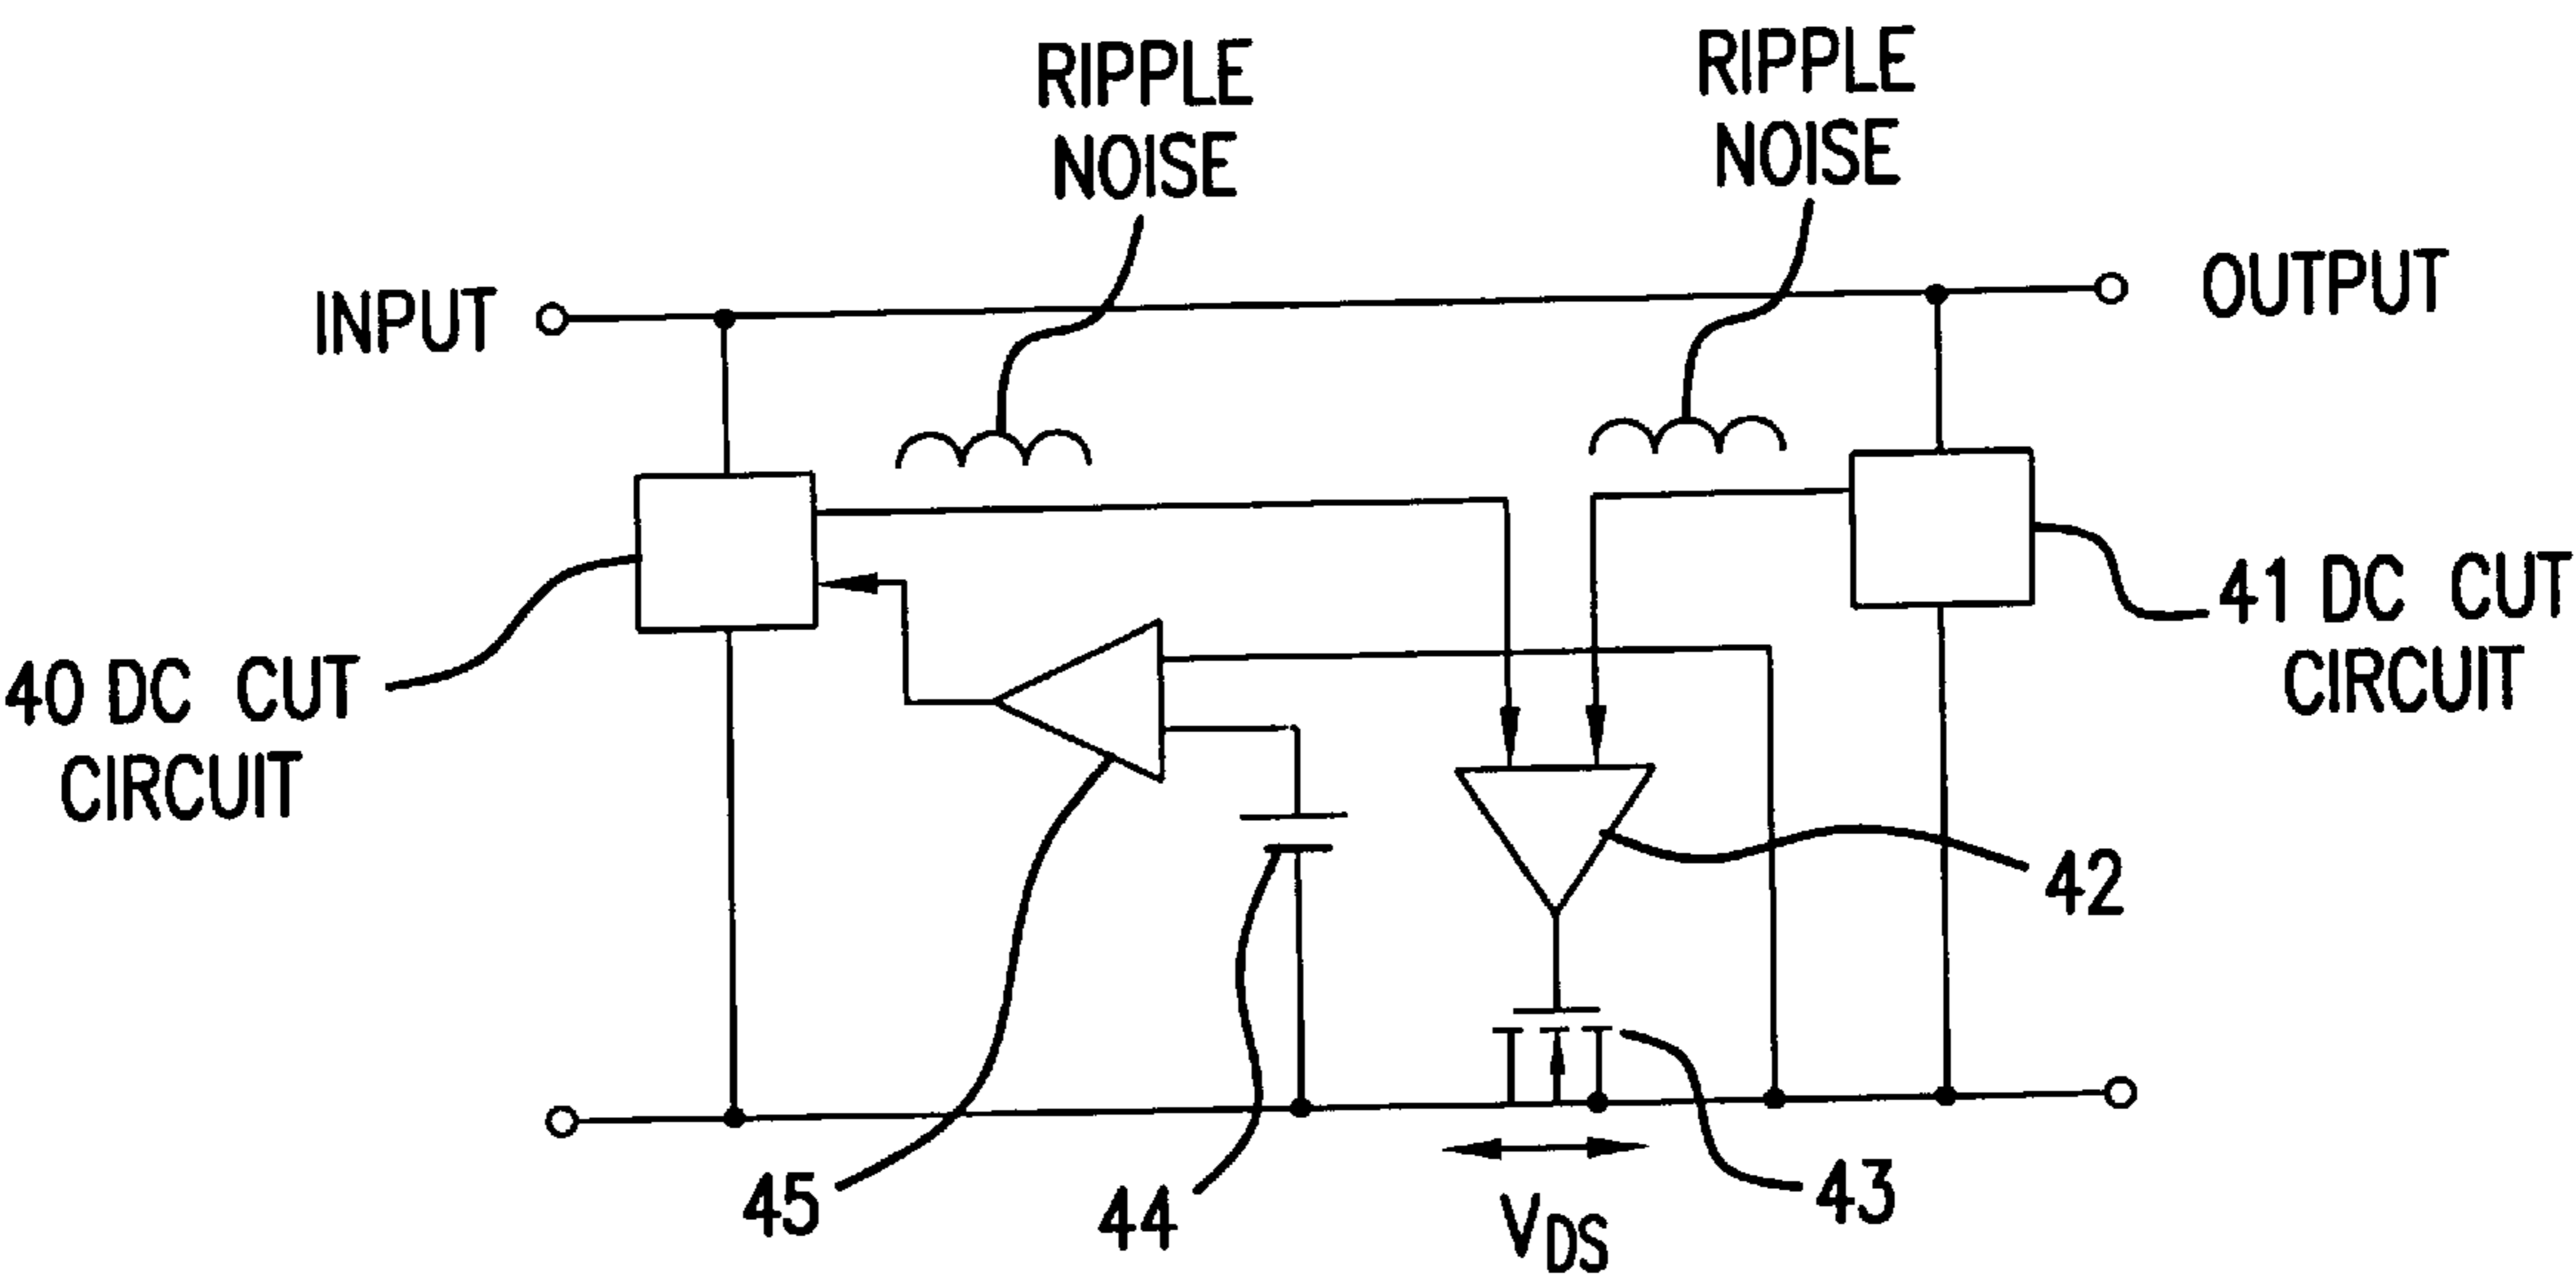 RIPPLE
NOISE
RIPPLE
NOISE
INPUT
OUTPUT
40 DC CUT
CIRCUIT
41 DC CUT
CIRCUIT
42
45
44
VDS
43